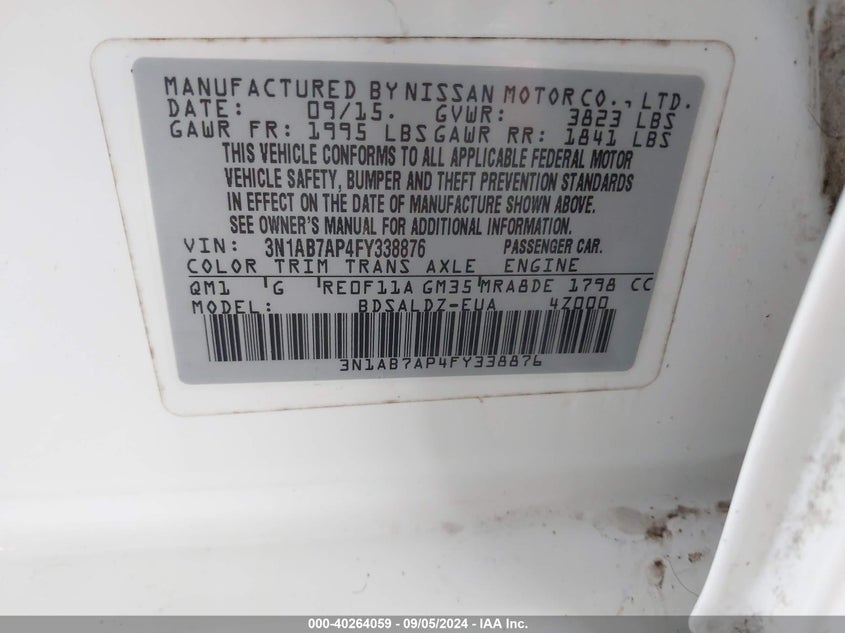 MANUFACTURED BY NISSAN MOTOR CO., LTD.
DATE: 09/15. GVWR: 3823 LBS
GAWR FR: 1995 LBS GAWR RR: 1841 LBS
THIS VEHICLE CONFORMS TO ALL APPLICABLE FEDERAL MOTOR
VEHICLE SAFETY, BUMPER AND THEFT PREVENTION STANDARDS
IN EFFECT ON THE DATE OF MANUFACTURE SHOWN ABOVE.
SEE OWNER'S MANUAL FOR ADDITIONAL INFORMATION.
VIN: 3N1AB7AP4FY338876 PASSENGER CAR.
COLOR TRIM TRANS AXLE ENGINE
QM1 G RE0F11A GM35 MRA8DE 1798 CC
MODEL: BDSALDZ-EUA 4Z000
3N1AB7AP4FY338876
000-40264059 - 09/05/2024 - IAA Inc.